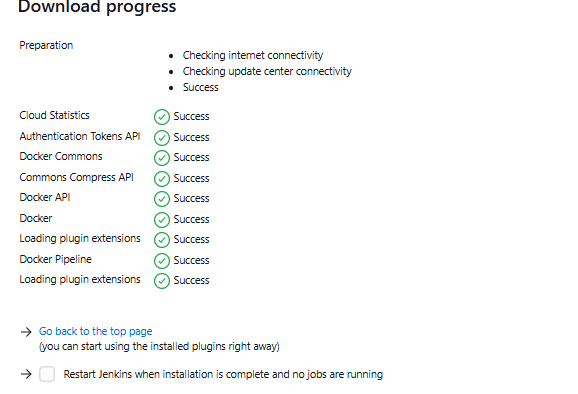 Download progress
Preparation
Checking internet connectivity
Checking update center connectivity
Success
Cloud Statistics Success
Authentication Tokens API Success
Docker Commons Success
Commons Compress API Success
Docker API Success
Docker Success
Loading plugin extensions Success
Docker Pipeline Success
Loading plugin extensions Success
Go back to the top page
(you can start using the installed plugins right away)
Restart Jenkins when installation is complete and no jobs are running